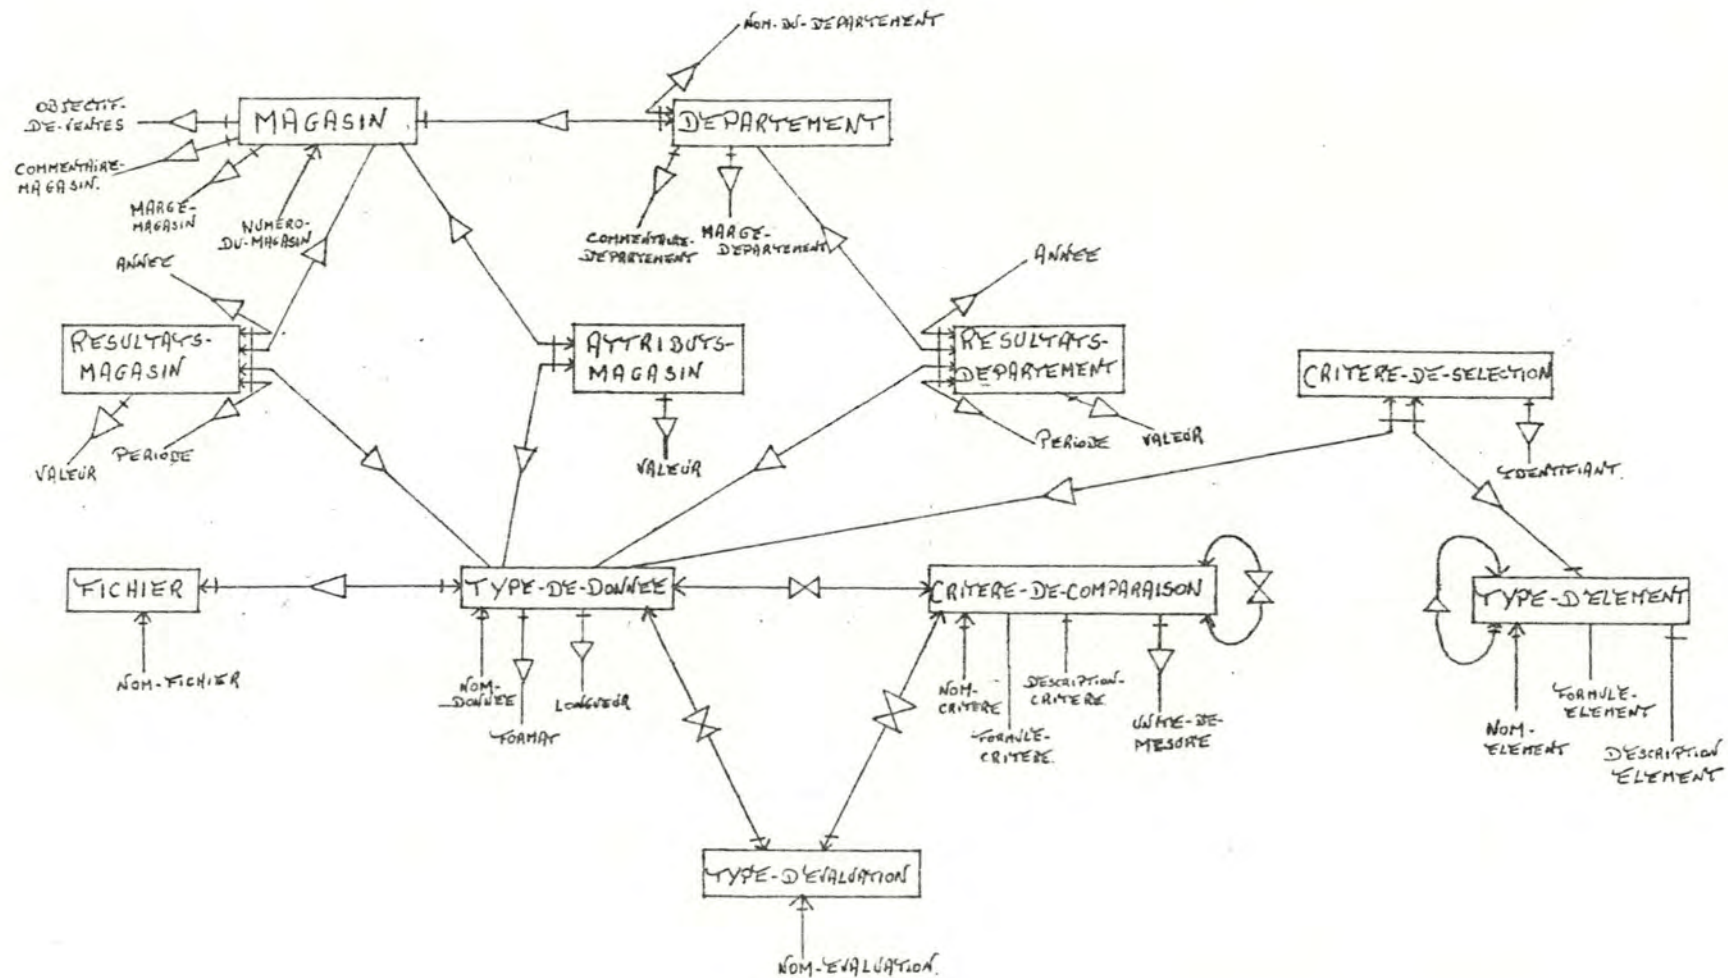 NOM-DU-DEPARTEMENT
OBJECTIF-
DE-VENTES
MAGASIN
DEPARTEMENT
COMMENTAIRE-
MAGASIN.
MARGE-
MAGASIN
NUMERO-
DU-MAGASIN
COMMENTAIRE-
DEPARTEMENT
MARGE-
DEPARTEMENT
ANNEE
ANNEE
RESULTATS-
MAGASIN
ATTRIBUTS-
MAGASIN
RESULTATS-
DEPARTEMENT
CRITERE-DE-SELECTION
VALEUR
PERIODE
VALEUR
PERIODE
VALEUR
IDENTIFIANT
FICHIER
TYPE-DE-DONNEE
CRITERE-DE-COMPARAISON
TYPE-D'ELEMENT
NOM-FICHIER
NOM-
DONNEE
FORMAT
LONGUEUR
NOM-
CRITERE
FORMULE-
CRITERE.
DESCRIPTION-
CRITERE
UNITE-DE-
MESURE
NOM-
ELEMENT
FORMULE-
ELEMENT
DESCRIPTION
ELEMENT
TYPE-D'EVALUATION
NOM-EVALUATION.